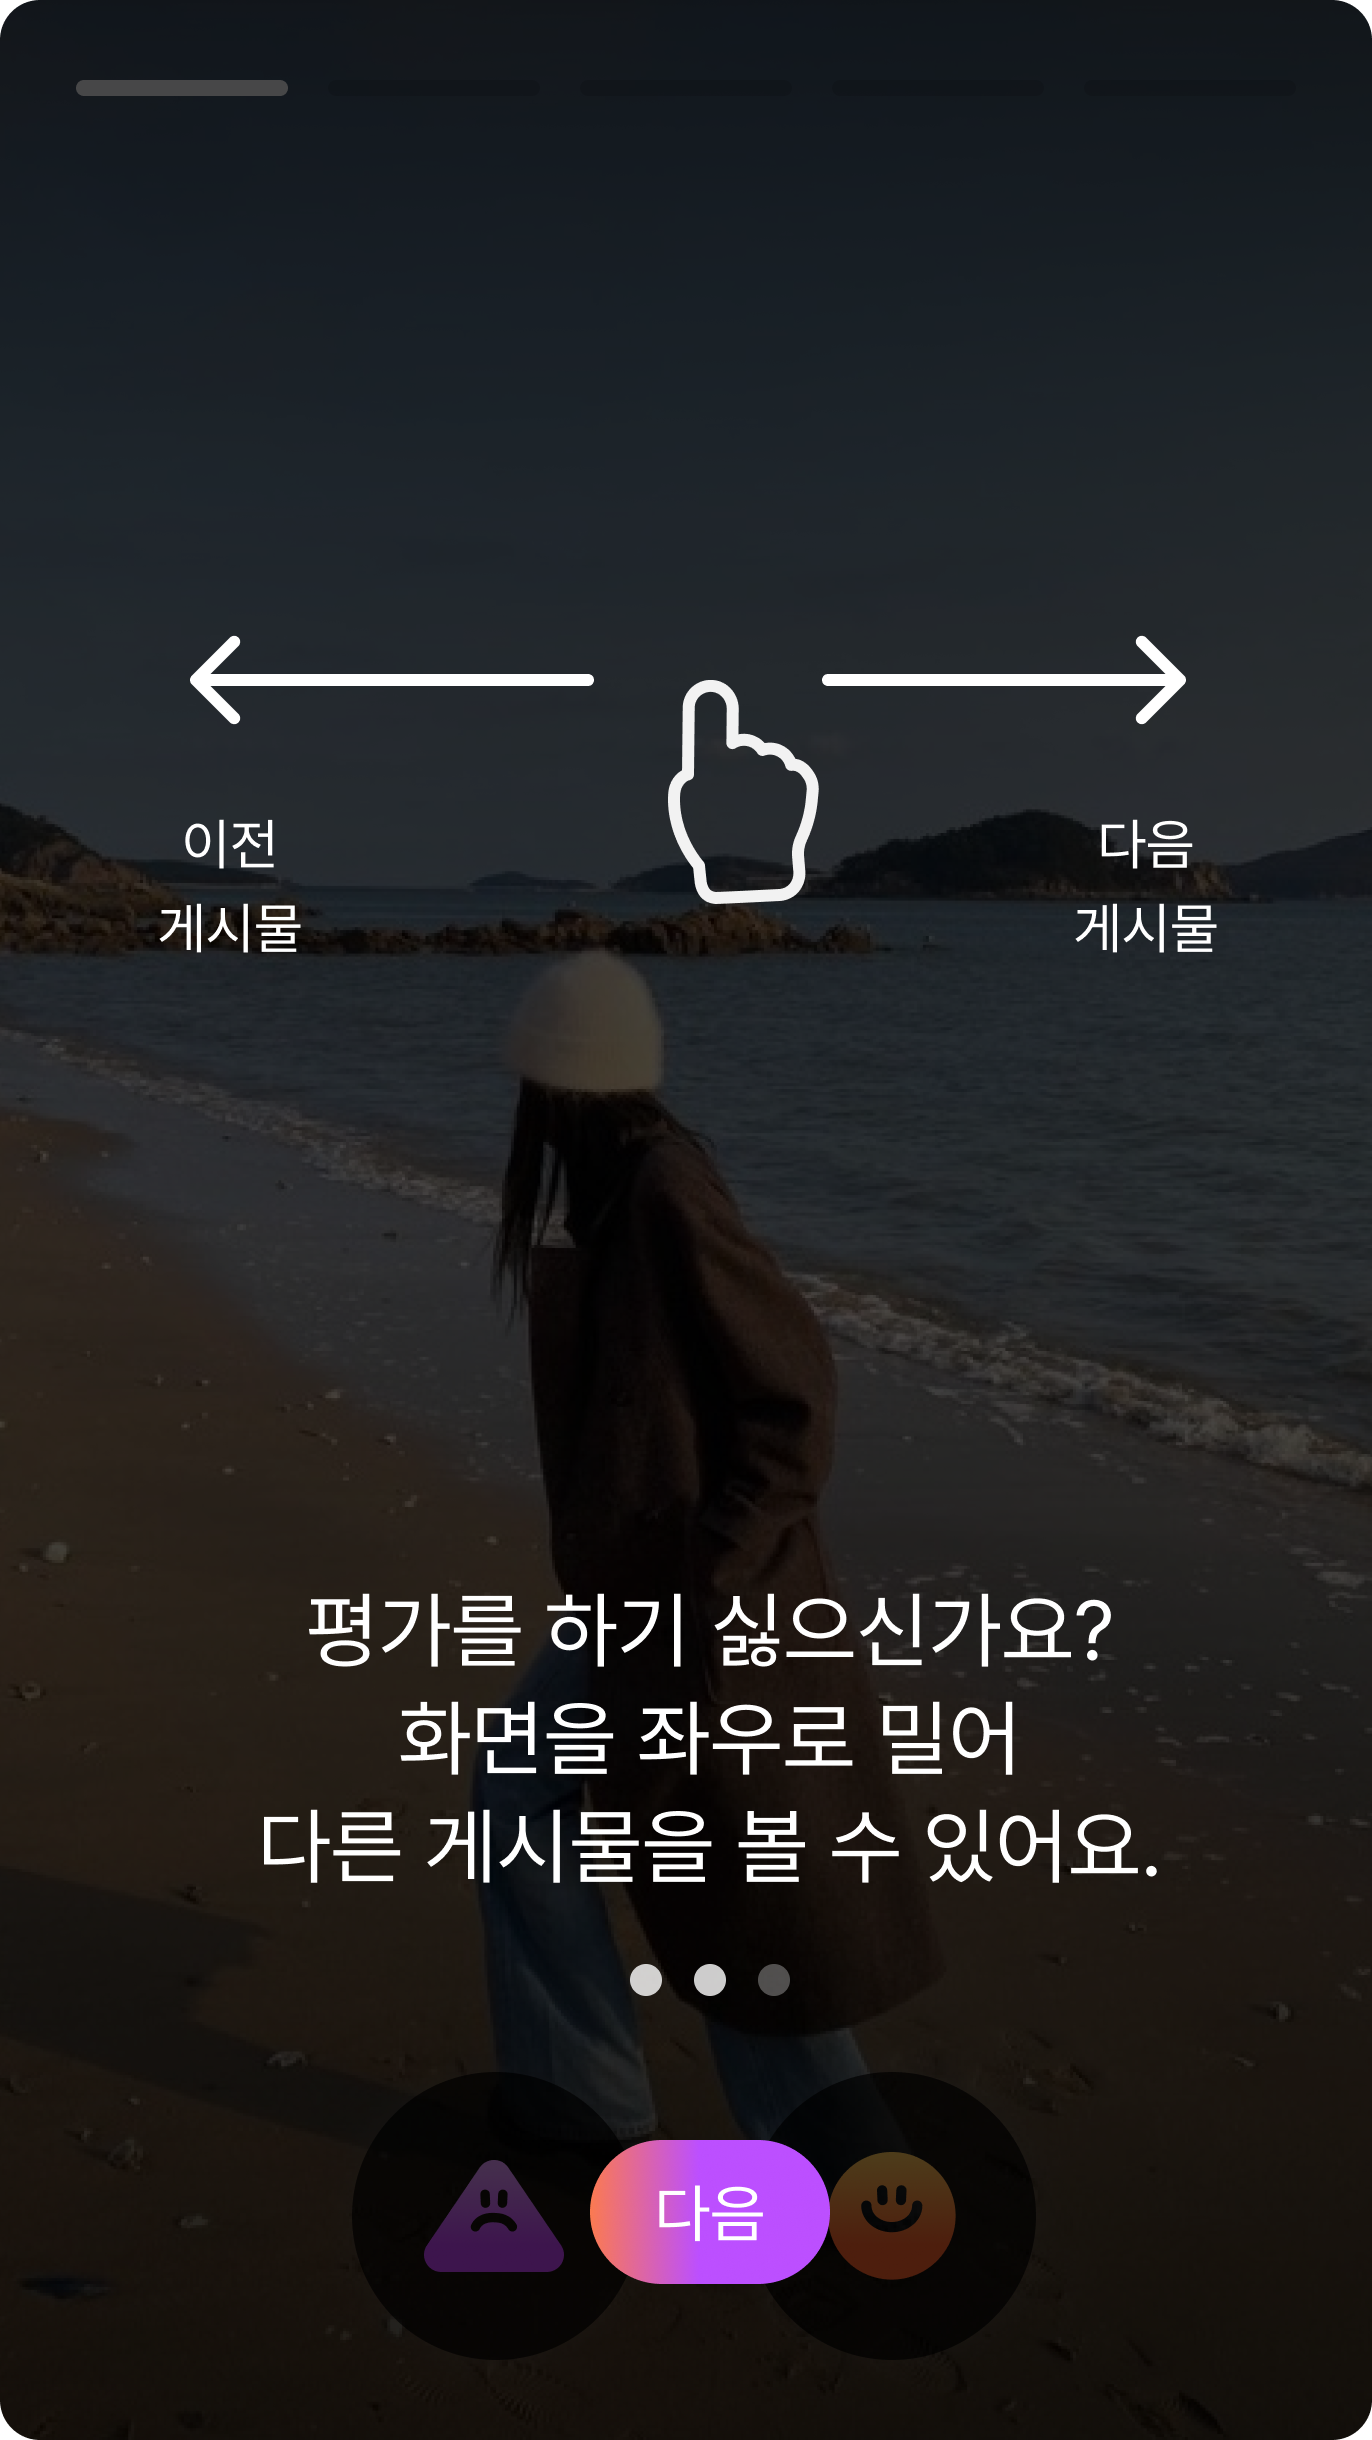 이전
게시물
다음
게시물
평가를 하기 싫으신가요?
화면을 좌우로 밀어
다른 게시물을 볼 수 있어요.
다음